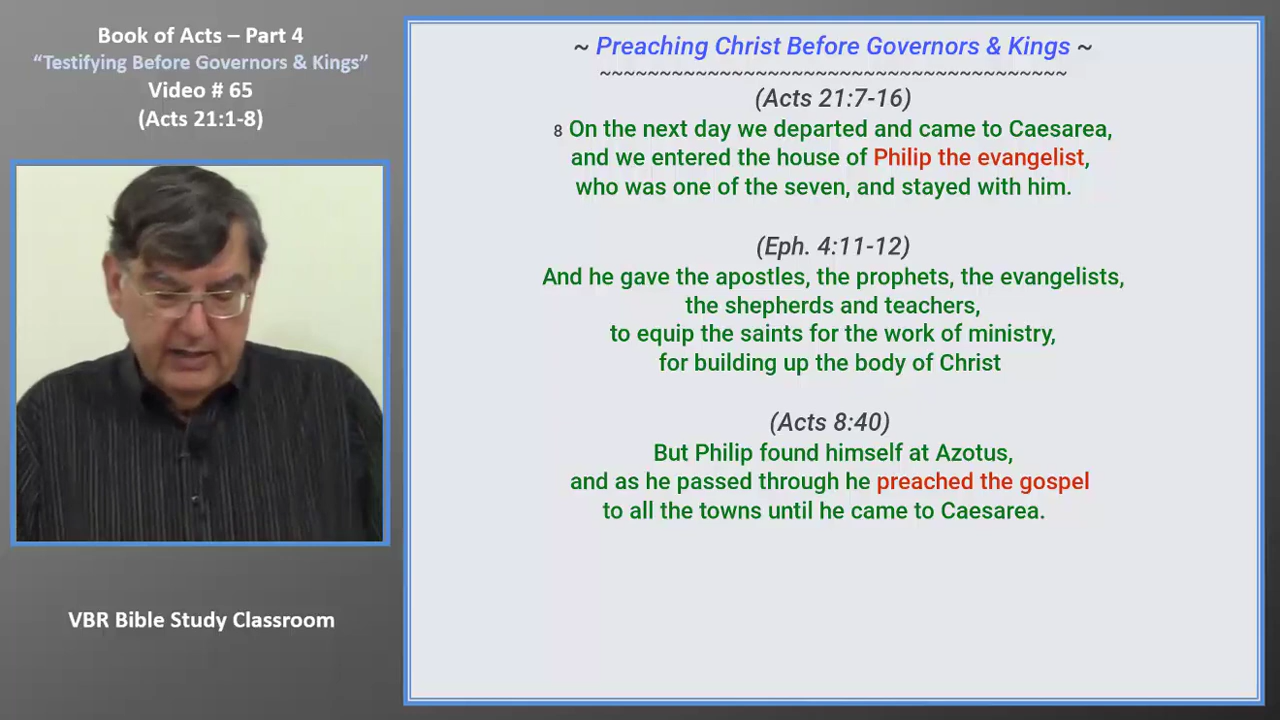 Book of Acts – Part 4
“Testifying Before Governors & Kings”
Video # 65
(Acts 21:1-8)
VBR Bible Study Classroom
~ Preaching Christ Before Governors & Kings ~
~~~~~~~~~~~~~~~~~~~~~~~~~~~~~~~~~~~~~~~
(Acts 21:7-16)
8 On the next day we departed and came to Caesarea,
and we entered the house of Philip the evangelist,
who was one of the seven, and stayed with him.
(Eph. 4:11-12)
And he gave the apostles, the prophets, the evangelists,
the shepherds and teachers,
to equip the saints for the work of ministry,
for building up the body of Christ
(Acts 8:40)
But Philip found himself at Azotus,
and as he passed through he preached the gospel
to all the towns until he came to Caesarea.